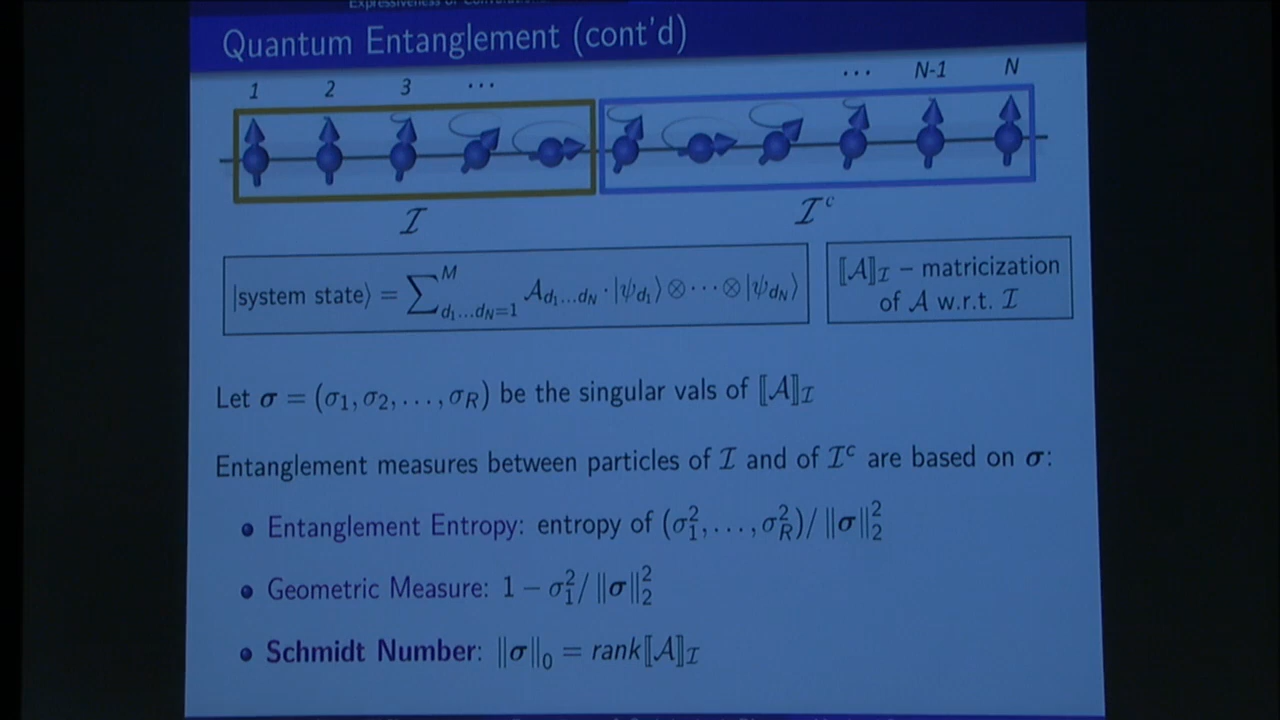 Expressiveness of
Quantum Entanglement (cont'd)
1 2 3 ⋯ ⋯ N-1 N
ℐ ℐᶜ
|system state⟩ = ∑_{d₁…d_N=1}^{M} 𝒜_{d₁…d_N} · |ψ_{d₁}⟩ ⊗ ⋯ ⊗ |ψ_{d_N}⟩
⟦𝒜⟧_ℐ – matricization
of 𝒜 w.r.t. ℐ
Let σ = (σ₁, σ₂, …, σ_R) be the singular vals of ⟦𝒜⟧_ℐ
Entanglement measures between particles of ℐ and of ℐᶜ are based on σ:
• Entanglement Entropy: entropy of (σ₁², …, σ_R²)/ ‖σ‖₂²
• Geometric Measure: 1 − σ₁²/ ‖σ‖₂²
• Schmidt Number: ‖σ‖₀ = rank⟦𝒜⟧_ℐ